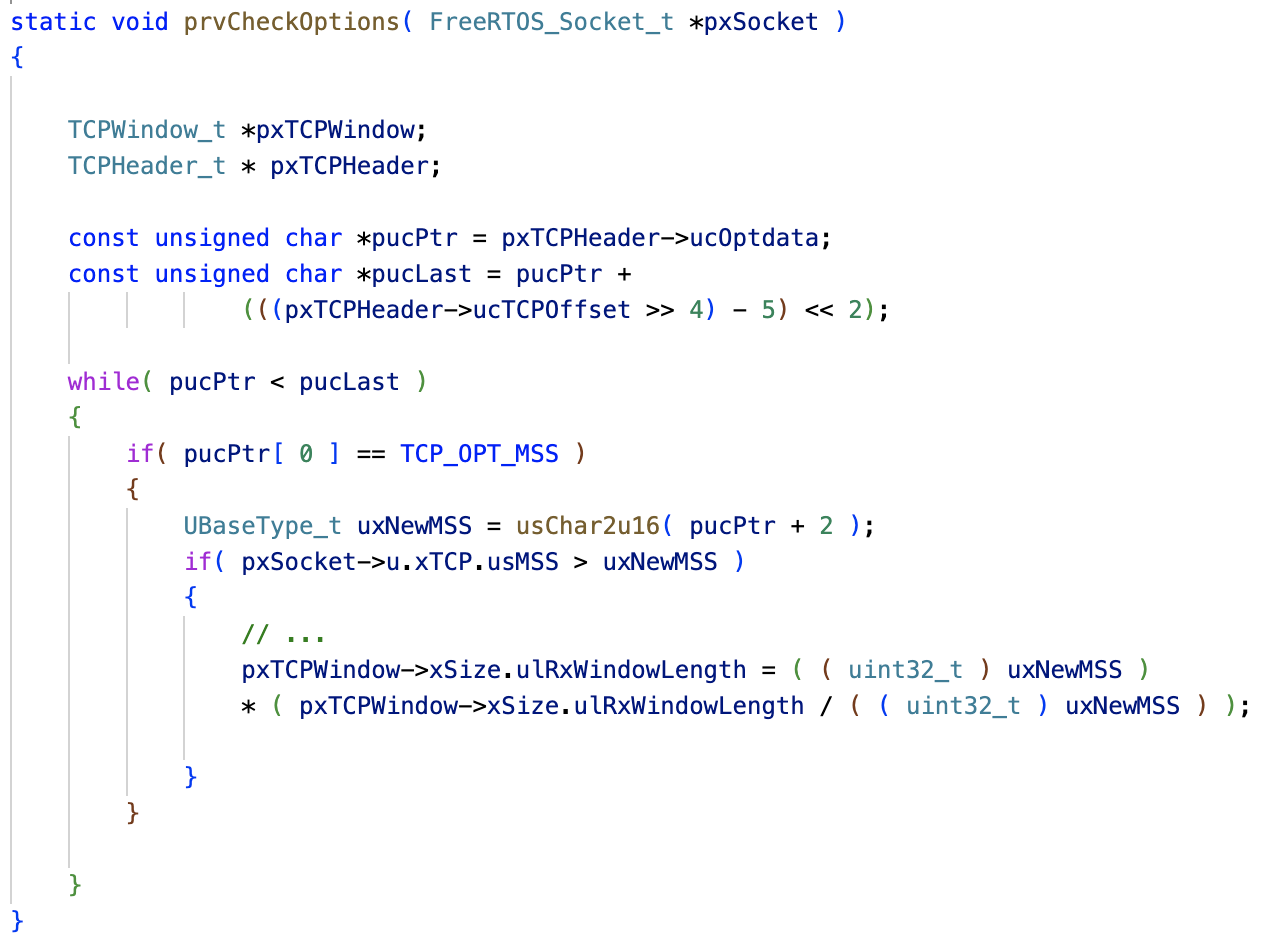 static void prvCheckOptions( FreeRTOS_Socket_t *pxSocket )
{
TCPWindow_t *pxTCPWindow;
TCPHeader_t * pxTCPHeader;
const unsigned char *pucPtr = pxTCPHeader->ucOptdata;
const unsigned char *pucLast = pucPtr +
(((pxTCPHeader->ucTCPOffset >> 4) - 5) << 2);
while( pucPtr < pucLast )
{
if( pucPtr[ 0 ] == TCP_OPT_MSS )
{
UBaseType_t uxNewMSS = usChar2u16( pucPtr + 2 );
if( pxSocket->u.xTCP.usMSS > uxNewMSS )
{
// ...
pxTCPWindow->xSize.ulRxWindowLength = ( ( uint32_t ) uxNewMSS )
* ( pxTCPWindow->xSize.ulRxWindowLength / ( ( uint32_t ) uxNewMSS ) );
}
}
}
}